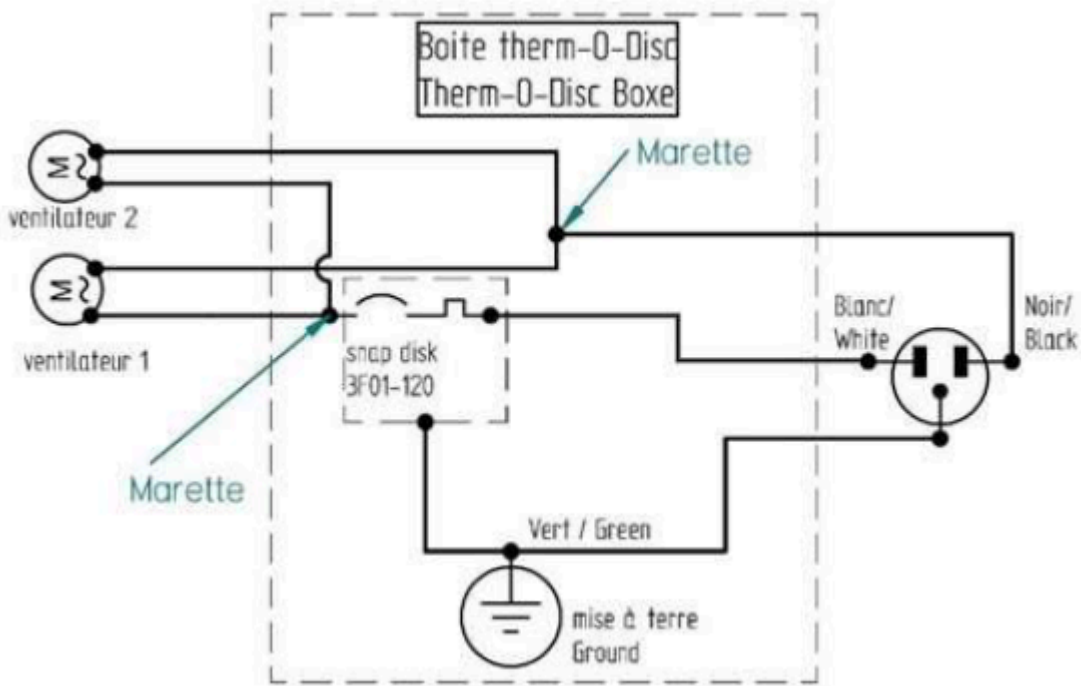 Boite therm-O-Disc
Therm-O-Disc Boxe
Marette
M
ventilateur 2
M
ventilateur 1
snap disk
3F01-120
Blanc/
White
Noir/
Black
Marette
Vert / Green
mise à terre
Ground